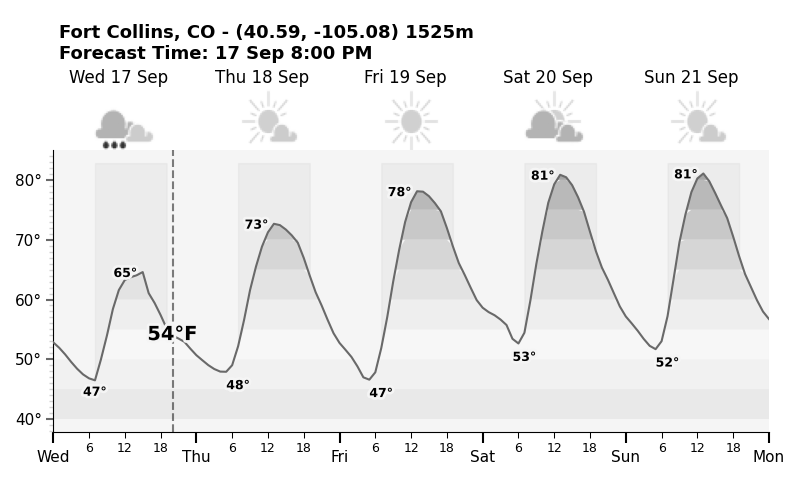 Fort Collins, CO - (40.59, -105.08) 1525m
Forecast Time: 17 Sep 8:00 PM
Wed 17 Sep Thu 18 Sep Fri 19 Sep Sat 20 Sep Sun 21 Sep
80°
70°
60°
50°
40°
65° 73° 78° 81° 81°
54°F
47° 48° 47° 53° 52°
6 12 18 6 12 18 6 12 18 6 12 18 6 12 18
Wed Thu Fri Sat Sun Mon